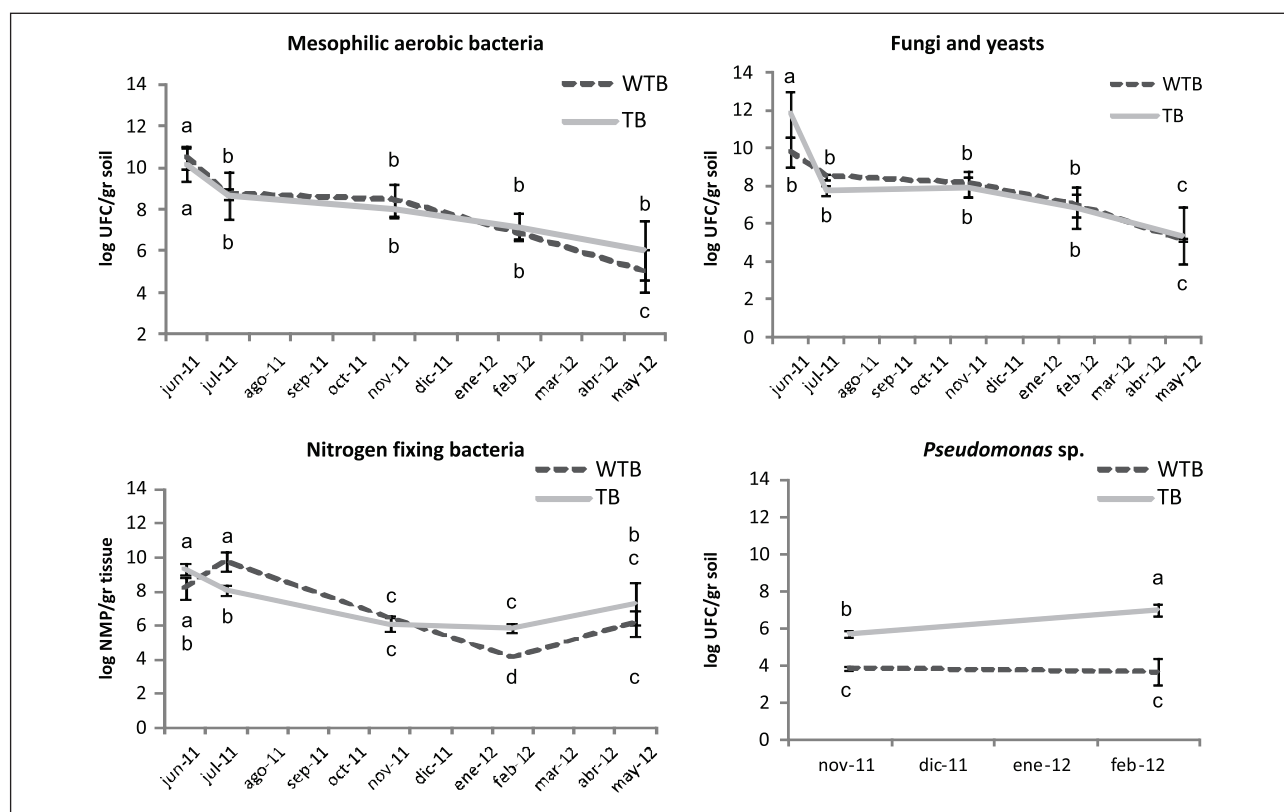 Mesophilic aerobic bacteria
WTB
TB
log UFC/gr soil
14
12
10
8
6
4
2
a
a
b
b
b
b
b
b
b
c
jun-11
jul-11
ago-11
sep-11
oct-11
nov-11
dic-11
ene-12
feb-12
mar-12
abr-12
may-12
Fungi and yeasts
WTB
TB
log UFC/gr soil
14
12
10
8
6
4
2
0
a
b
b
b
b
b
b
b
c
c
jun-11
jul-11
ago-11
sep-11
oct-11
nov-11
dic-11
ene-12
feb-12
mar-12
abr-12
may-12
Nitrogen fixing bacteria
WTB
TB
log NMP/gr tissue
14
12
10
8
6
4
2
0
a
a
b
a
b
c
c
c
d
b
c
c
jun-11
jul-11
ago-11
sep-11
oct-11
nov-11
dic-11
ene-12
feb-12
mar-12
abr-12
may-12
Pseudomonas sp.
WTB
TB
log UFC/gr soil
14
12
10
8
6
4
2
0
b
c
a
c
nov-11
dic-11
ene-12
feb-12